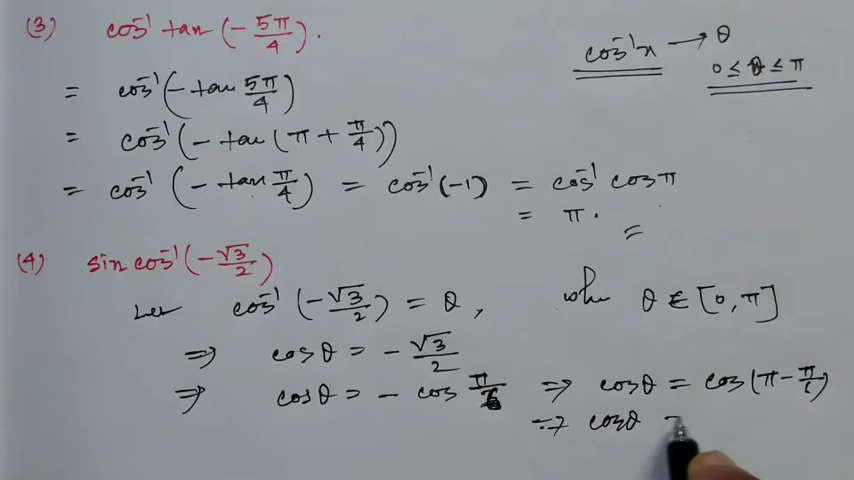 (3) cos⁻¹ tan (− 5π/4).
cos⁻¹x → θ
0 ≤ θ ≤ π
= cos⁻¹(− tan 5π/4)
= cos⁻¹(− tan (π + π/4))
= cos⁻¹ (− tan π/4) = cos⁻¹(−1) = cos⁻¹ cos π
= π.
=
(4) sin cos⁻¹(− √3/2)
Let cos⁻¹(− √3/2) = θ, where θ ∈ [0, π]
⇒ cos θ = − √3/2
⇒ cos θ = − cos π/6 ⇒ cos θ = cos (π − π/6)
⇒ cos θ =